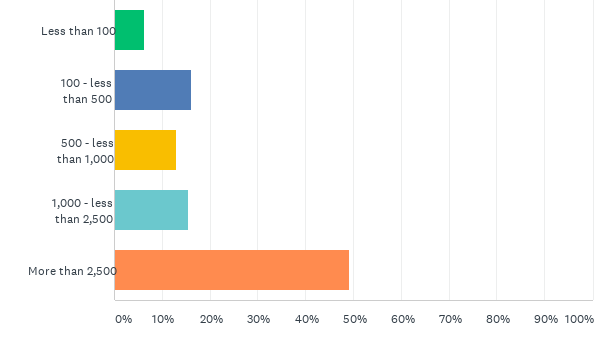 Less than 100
100 - less
than 500
500 - less
than 1,000
1,000 - less
than 2,500
More than 2,500
0% 10% 20% 30% 40% 50% 60% 70% 80% 90% 100%